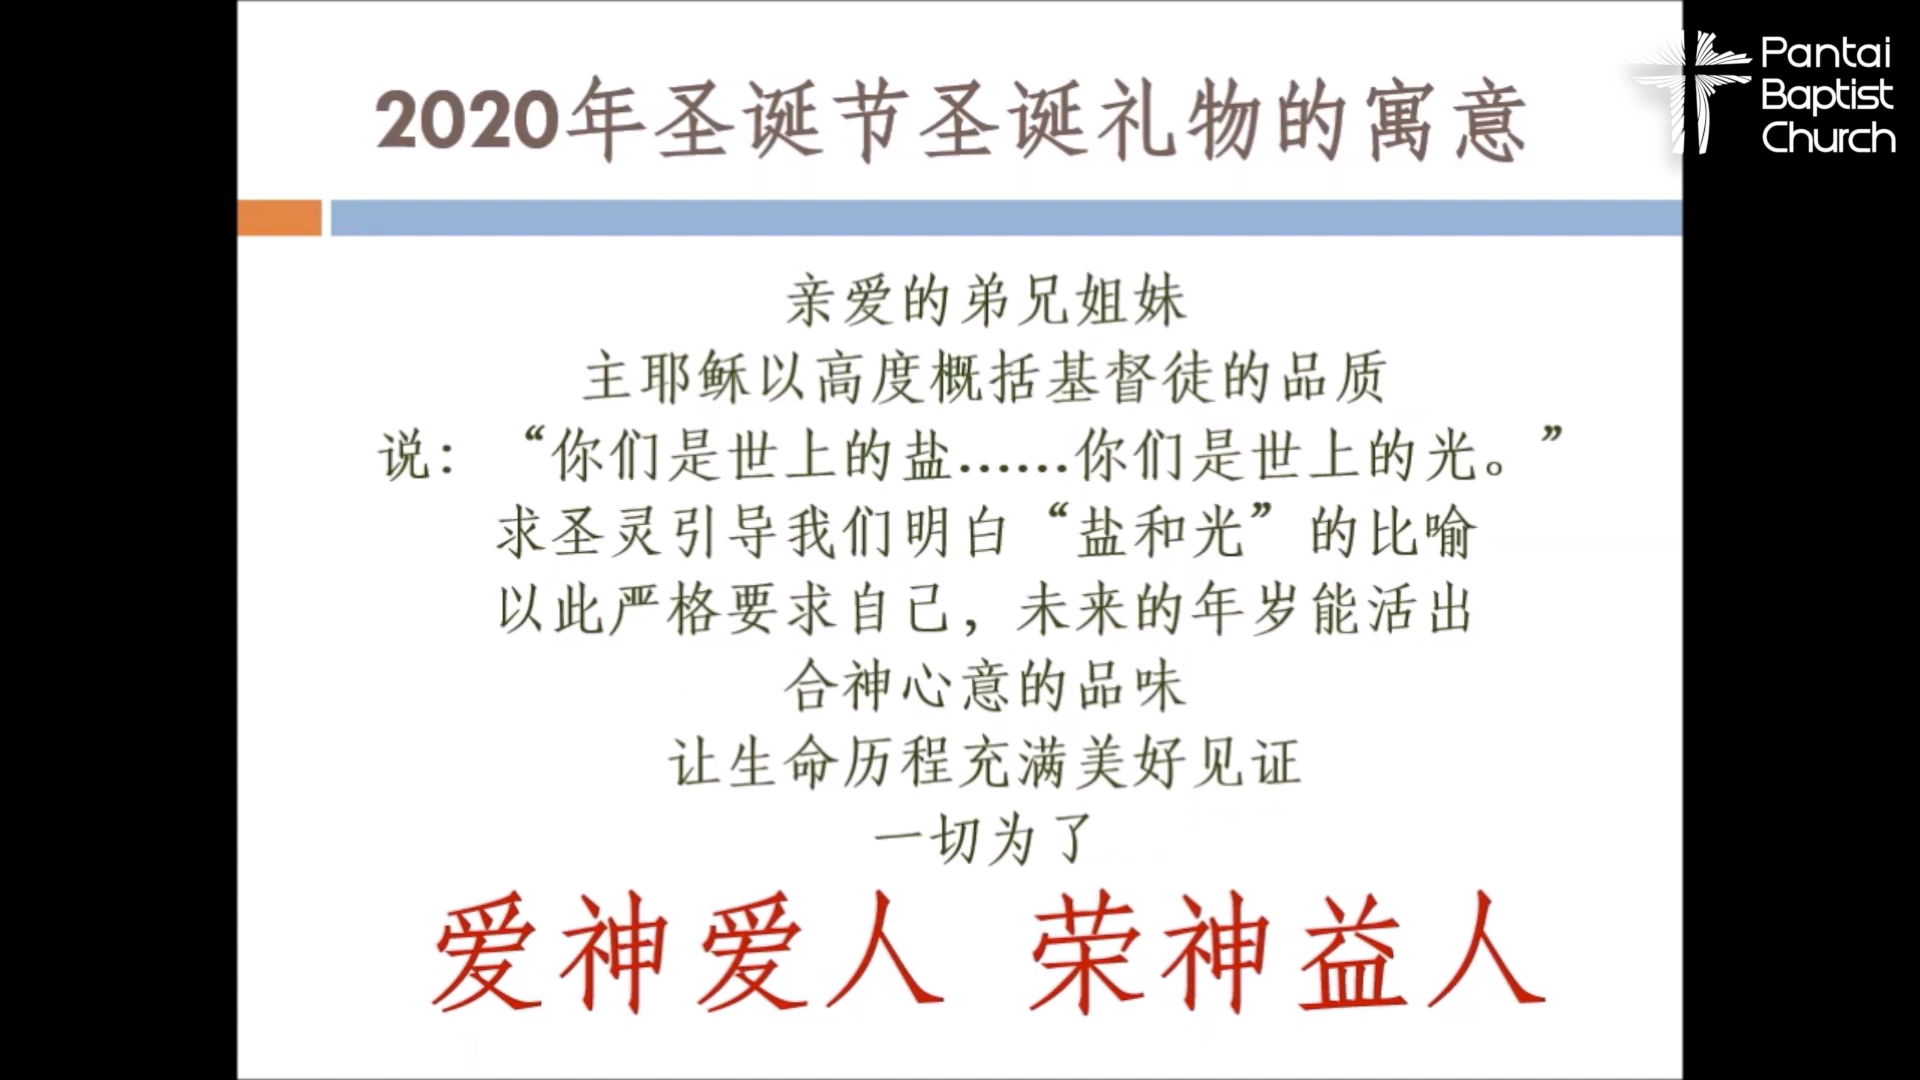 2020年圣诞节圣诞礼物的寓意
Pantai
Baptist
Church
亲爱的弟兄姐妹
主耶稣以高度概括基督徒的品质
说：“你们是世上的盐……你们是世上的光。”
求圣灵引导我们明白“盐和光”的比喻
以此严格要求自己，未来的年岁能活出
合神心意的品味
让生命历程充满美好见证
一切为了
爱神爱人 荣神益人